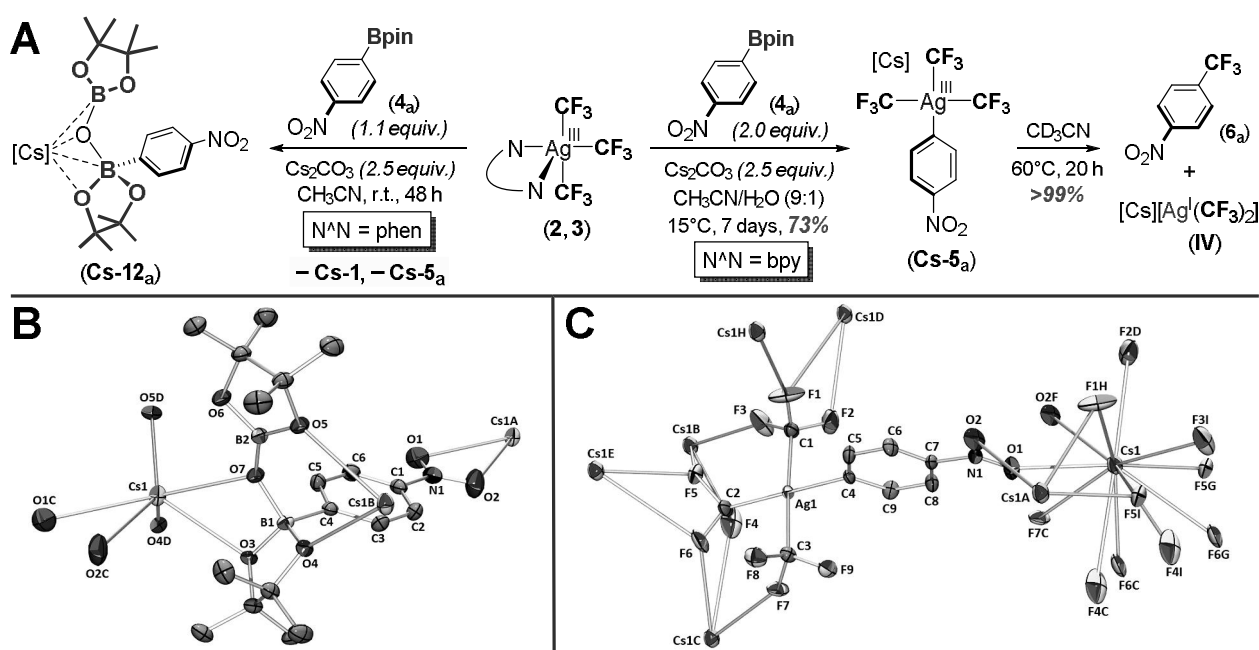 A
Bpin
(4a)
O2N
(1.1 equiv.)
Cs2CO3 (2.5 equiv.)
CH3CN, r.t., 48 h
N^N = phen
– Cs-1, – Cs-5a
O
O
B
O
[Cs]
B
NO2
O
O
(Cs-12a)
CF3
III
N
Ag
CF3
N
CF3
(2, 3)
Bpin
(4a)
O2N
(2.0 equiv.)
Cs2CO3 (2.5 equiv.)
CH3CN/H2O (9:1)
15°C, 7 days, 73%
N^N = bpy
[Cs]
CF3
III
F3C
Ag
CF3
NO2
(Cs-5a)
CD3CN
60°C, 20 h
>99%
CF3
(6a)
O2N
+
[Cs][AgI(CF3)2]
(IV)
B
O5D
O6
B2
O5
O1
Cs1A
Cs1
O7
C5
C6
C1
N1
O2
Cs1B
O1C
O4D
B1
C4
C3
C2
O2C
O3
O4
C
Cs1H
Cs1D
F1
F3
F2
Cs1B
C1
Cs1E
F5
C2
F4
Ag1
F6
C3
F8
F9
F7
Cs1C
C5
C6
C7
C4
C9
C8
O2
N1
O1
F2D
F1H
O2F
F3I
Cs1
F5G
Cs1A
F5I
F7C
F6G
F4I
F6C
F4C